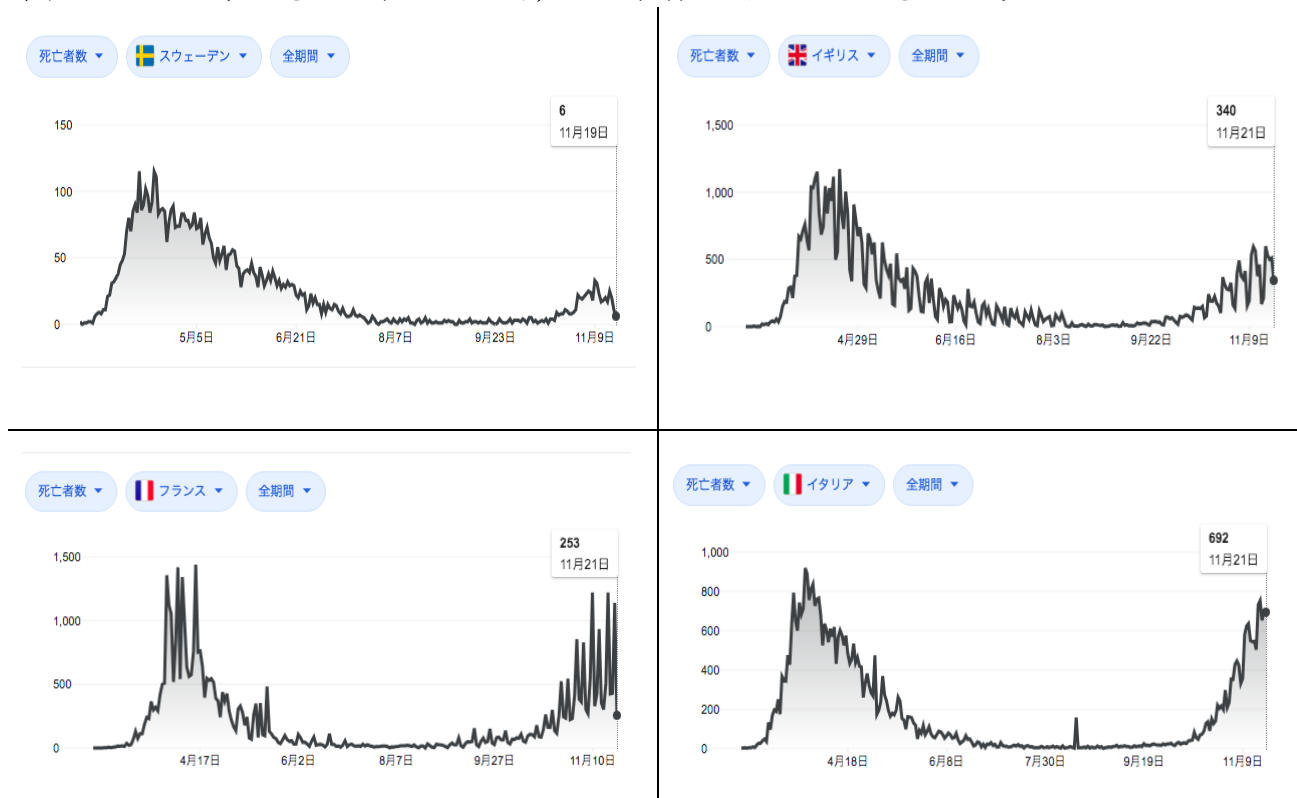 死亡者数 スウェーデン 全期間
6
11月19日
150
100
50
0
5月5日 6月21日 8月7日 9月23日 11月9日
死亡者数 イギリス 全期間
340
11月21日
1,500
1,000
500
0
4月29日 6月16日 8月3日 9月22日 11月9日
死亡者数 フランス 全期間
253
11月21日
1,500
1,000
500
0
4月17日 6月2日 8月7日 9月27日 11月10日
死亡者数 イタリア 全期間
692
11月21日
1,000
800
600
400
200
0
4月18日 6月8日 7月30日 9月19日 11月9日